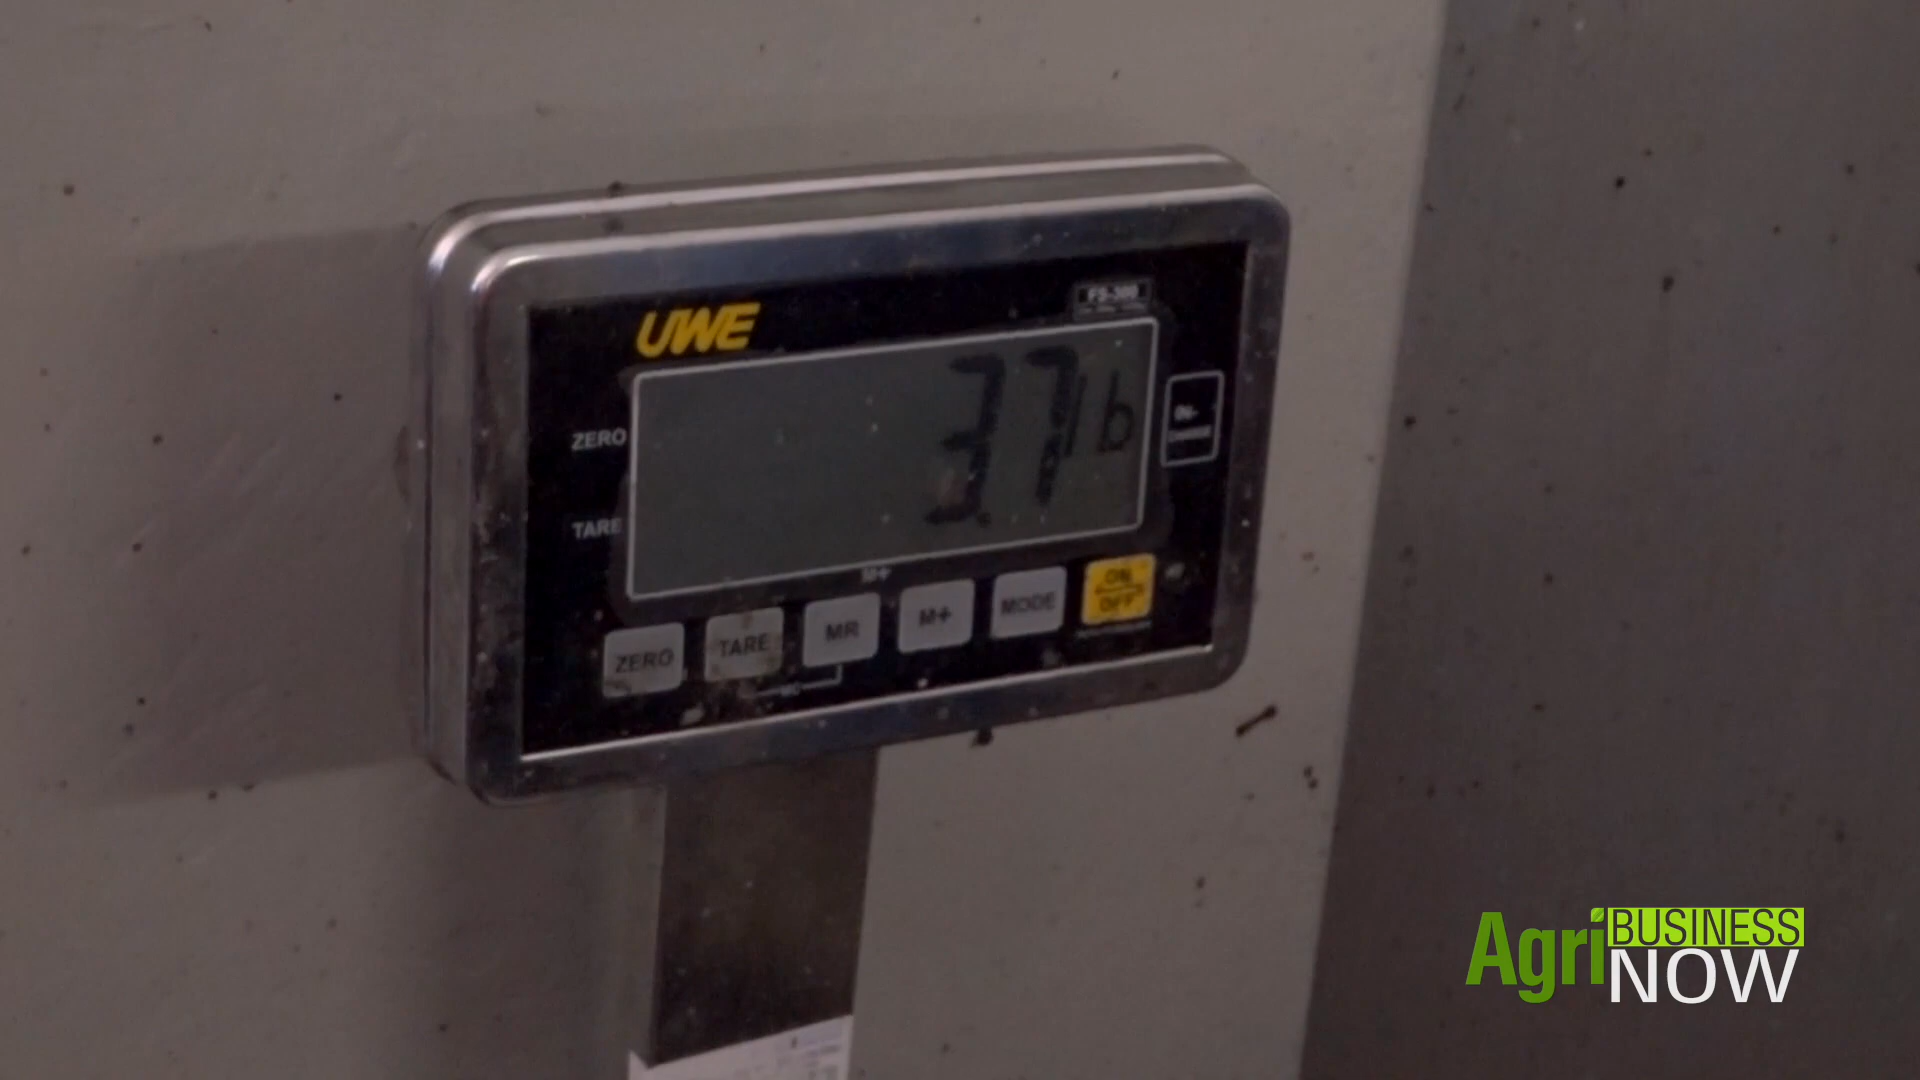 UWE
ZERO
TARE
3.7 lb
M+
ZERO
TARE
MR
M+
MODE
ON
OFF
Agri BUSINESS
NOW